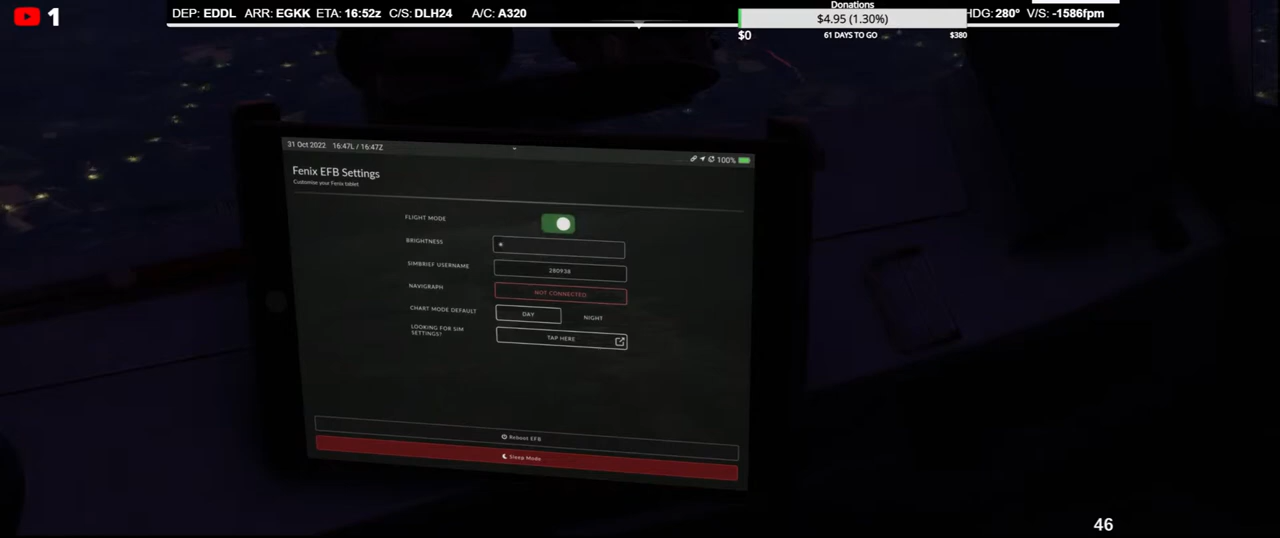 1
DEP: EDDL ARR: EGKK ETA: 16:52z C/S: DLH24 A/C: A320
HDG: 280° V/S: -1586fpm
Donations
$4.95 (1.30%)
$0 61 DAYS TO GO $380
31 Oct 2022 16:47L / 16:47Z
100%
Fenix EFB Settings
Customise your Fenix tablet
FLIGHT MODE
BRIGHTNESS
SIMBRIEF USERNAME 280938
NAVIGRAPH NOT CONNECTED
CHART MODE DEFAULT DAY NIGHT
LOOKING FOR SIM
SETTINGS? TAP HERE
Reboot EFB
Sleep Mode
46